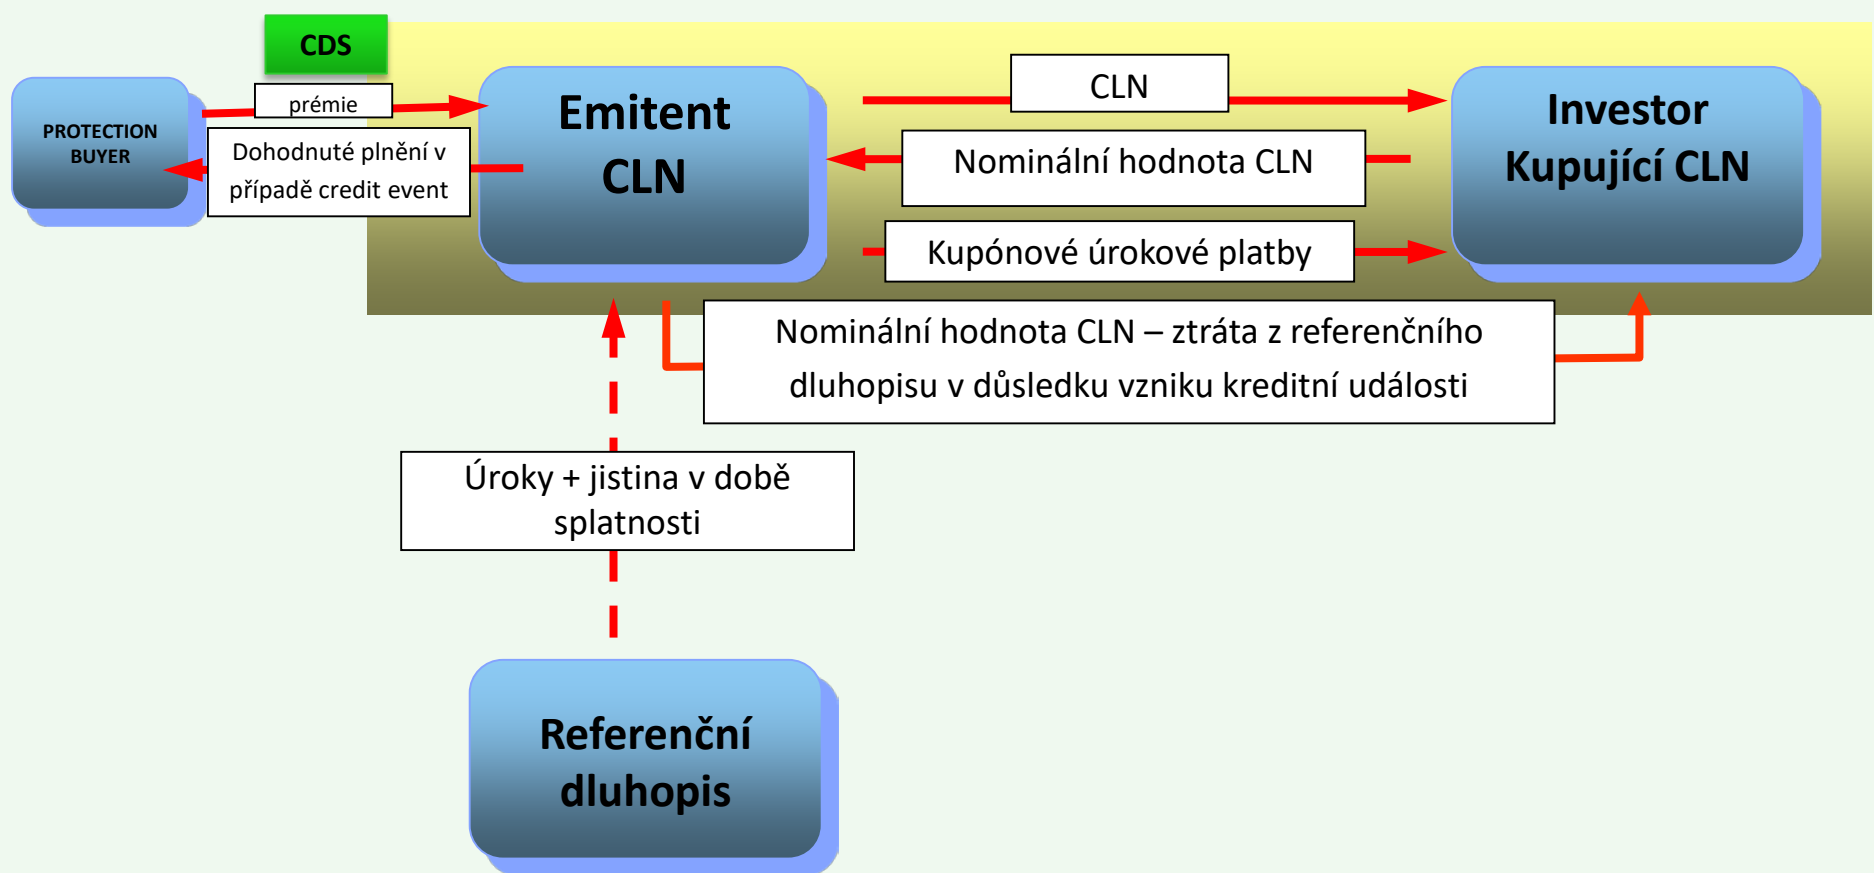 CDS
PROTECTION
BUYER
prémie
Dohodnuté plnění v
případě credit event
Emitent
CLN
CLN
Nominální hodnota CLN
Kupónové úrokové platby
Investor
Kupující CLN
Nominální hodnota CLN – ztráta z referenčního
dluhopisu v důsledku vzniku kreditní události
Úroky + jistina v době
splatnosti
Referenční
dluhopis